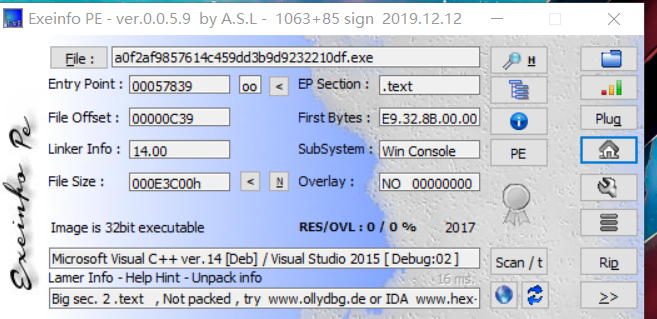 Exeinfo PE - ver.0.0.5.9 by A.S.L - 1063+85 sign 2019.12.12
File : a0f2af9857614c459dd3b9d9232210df.exe H
Entry Point : 00057839 oo < EP Section : .text
File Offset : 00000C39 First Bytes : E9.32.8B.00.00 Plug
Linker Info : 14.00 SubSystem : Win Console PE
File Size : 000E3C00h < N Overlay : NO 00000000
Image is 32bit executable RES/OVL : 0 / 0 % 2017
Microsoft Visual C++ ver.14 [Deb] / Visual Studio 2015 [ Debug:02 ] Scan / t Rip
Lamer Info - Help Hint - Unpack info 16 ms.
Big sec. 2 .text , Not packed , try www.ollydbg.de or IDA www.hex- >>
Exeinfo Pe